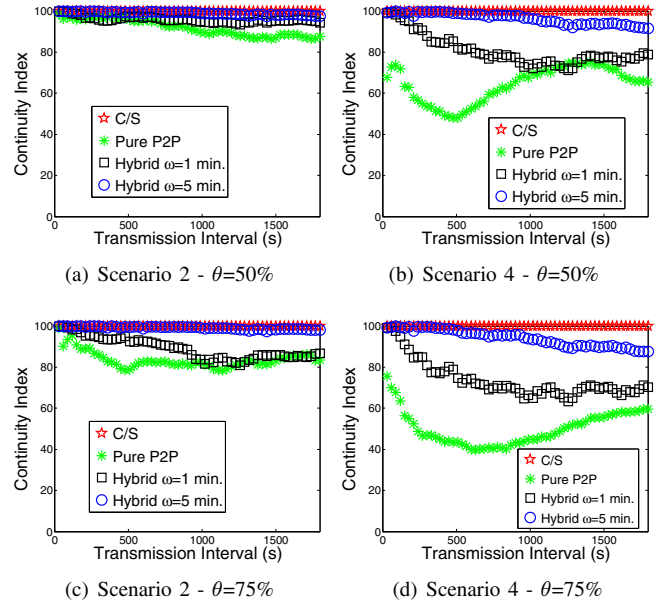 100
80
60
40
20
0
0 500 1000 1500
Continuity Index
Transmission Interval (s)
C/S
Pure P2P
Hybrid ω=1 min.
Hybrid ω=5 min.
(a) Scenario 2 - θ=50%
100
80
60
40
20
0
0 500 1000 1500
Continuity Index
Transmission Interval (s)
C/S
Pure P2P
Hybrid ω=1 min.
Hybrid ω=5 min.
(b) Scenario 4 - θ=50%
100
80
60
40
20
0
0 500 1000 1500
Continuity Index
Transmission Interval (s)
C/S
Pure P2P
Hybrid ω=1 min.
Hybrid ω=5 min.
(c) Scenario 2 - θ=75%
100
80
60
40
20
0
0 500 1000 1500
Continuity Index
Transmission Interval (s)
C/S
Pure P2P
Hybrid ω=1 min.
Hybrid ω=5 min.
(d) Scenario 4 - θ=75%